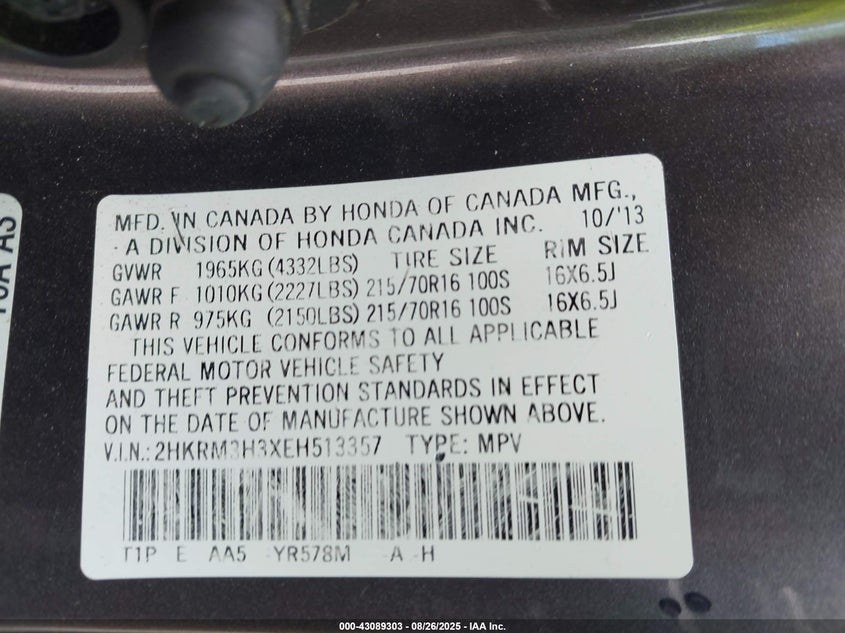 MFD. IN CANADA BY HONDA OF CANADA MFG.,
A DIVISION OF HONDA CANADA INC. 10/'13
GVWR 1965KG (4332LBS) TIRE SIZE RIM SIZE
GAWR F 1010KG (2227LBS) 215/70R16 100S 16X6.5J
GAWR R 975KG (2150LBS) 215/70R16 100S 16X6.5J
THIS VEHICLE CONFORMS TO ALL APPLICABLE
FEDERAL MOTOR VEHICLE SAFETY
AND THEFT PREVENTION STANDARDS IN EFFECT
ON THE DATE OF MANUFACTURE SHOWN ABOVE.
V.I.N.: 2HKRM3H3XEH513357 TYPE: MPV
T1P E AA5 -YR578M -A -H
000-43089303 - 08/26/2025 - IAA Inc.